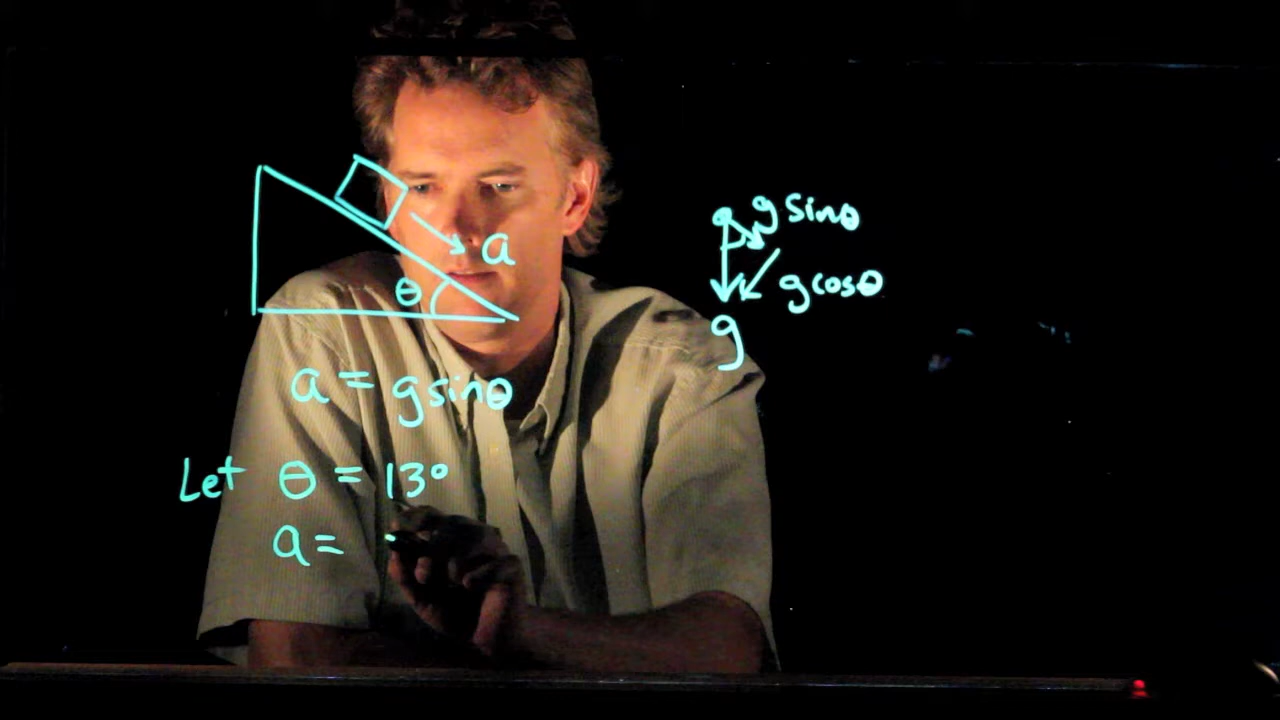 a
θ
a = g sinθ
Let θ = 13°
a =
g sinθ
g cosθ
g